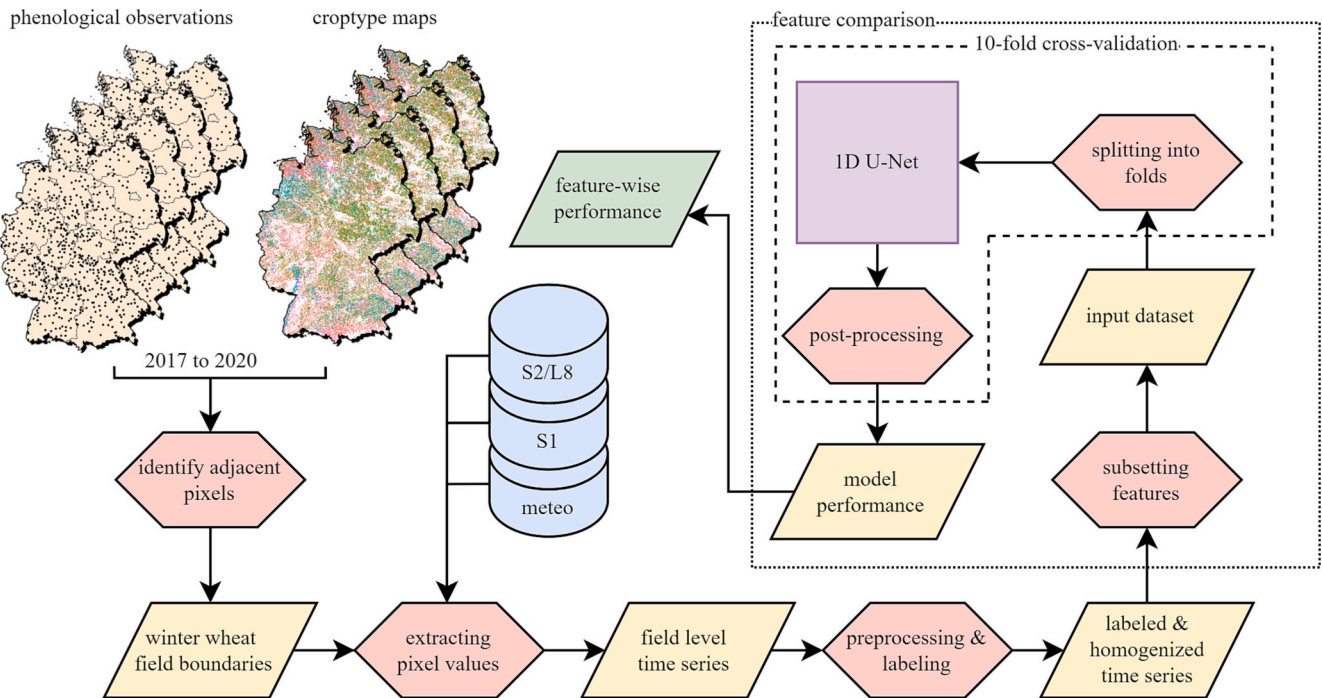 phenological observations
croptype maps
2017 to 2020
identify adjacent
pixels
winter wheat
field boundaries
S2/L8
S1
meteo
extracting
pixel values
field level
time series
preprocessing &
labeling
labeled &
homogenized
time series
feature comparison
subsetting
features
input dataset
10-fold cross-validation
splitting into
folds
1D U-Net
post-processing
model
performance
feature-wise
performance